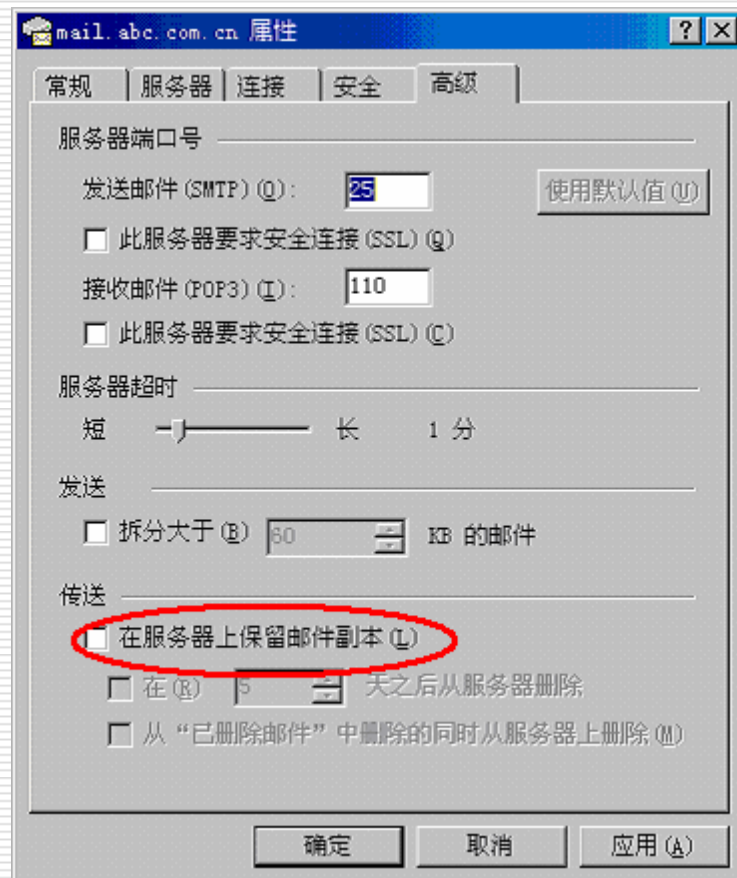 mail.abc.com.cn 属性
常规 服务器 连接 安全 高级
服务器端口号
发送邮件(SMTP)(O): 25 使用默认值(U)
此服务器要求安全连接(SSL)(Q)
接收邮件(POP3)(I): 110
此服务器要求安全连接(SSL)(C)
服务器超时
短 长 1 分
发送
拆分大于(B) 60 KB 的邮件
传送
在服务器上保留邮件副本(L)
在(R) 5 天之后从服务器删除
从“已删除邮件”中删除的同时从服务器上删除(M)
确定 取消 应用(A)